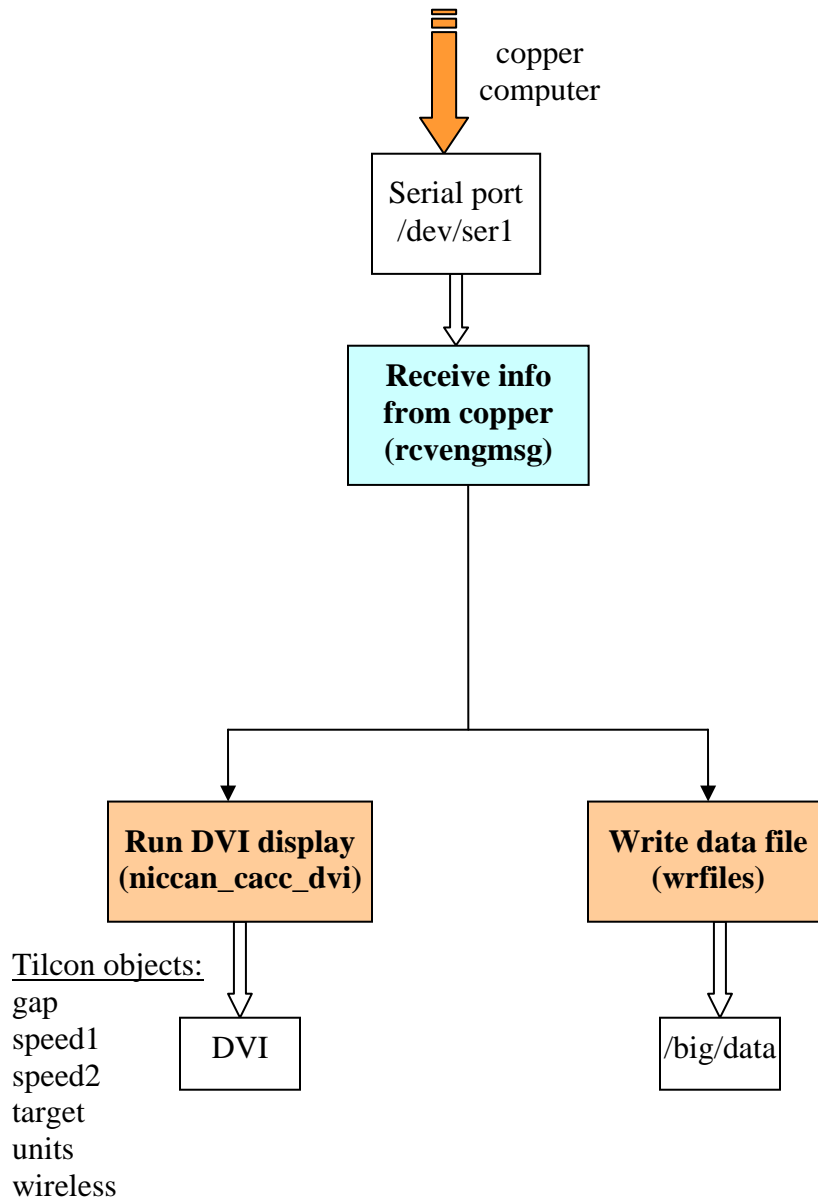 copper
computer
Serial port
/dev/ser1
Receive info
from copper
(rcvengmsg)
Run DVI display
(niccan_cacc_dvi)
Write data file
(wrfiles)
Tilcon objects:
gap
speed1
speed2
target
units
wireless
DVI
/big/data